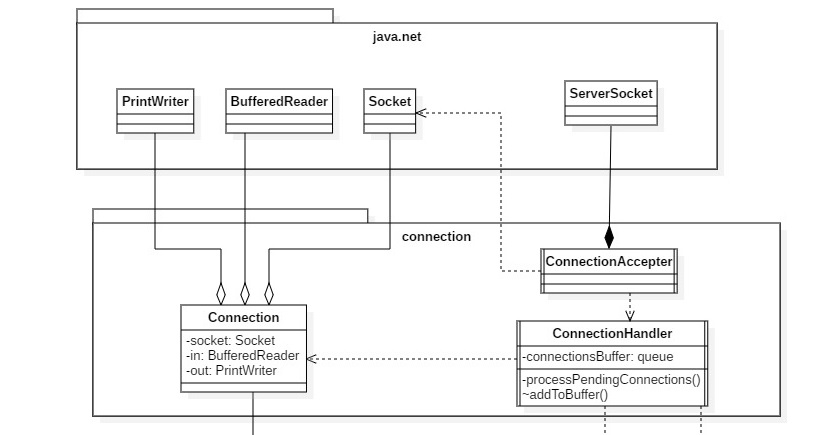 java.net
PrintWriter
BufferedReader
Socket
ServerSocket
connection
ConnectionAccepter
Connection
-socket: Socket
-in: BufferedReader
-out: PrintWriter
ConnectionHandler
-connectionsBuffer: queue
-processPendingConnections()
~addToBuffer()